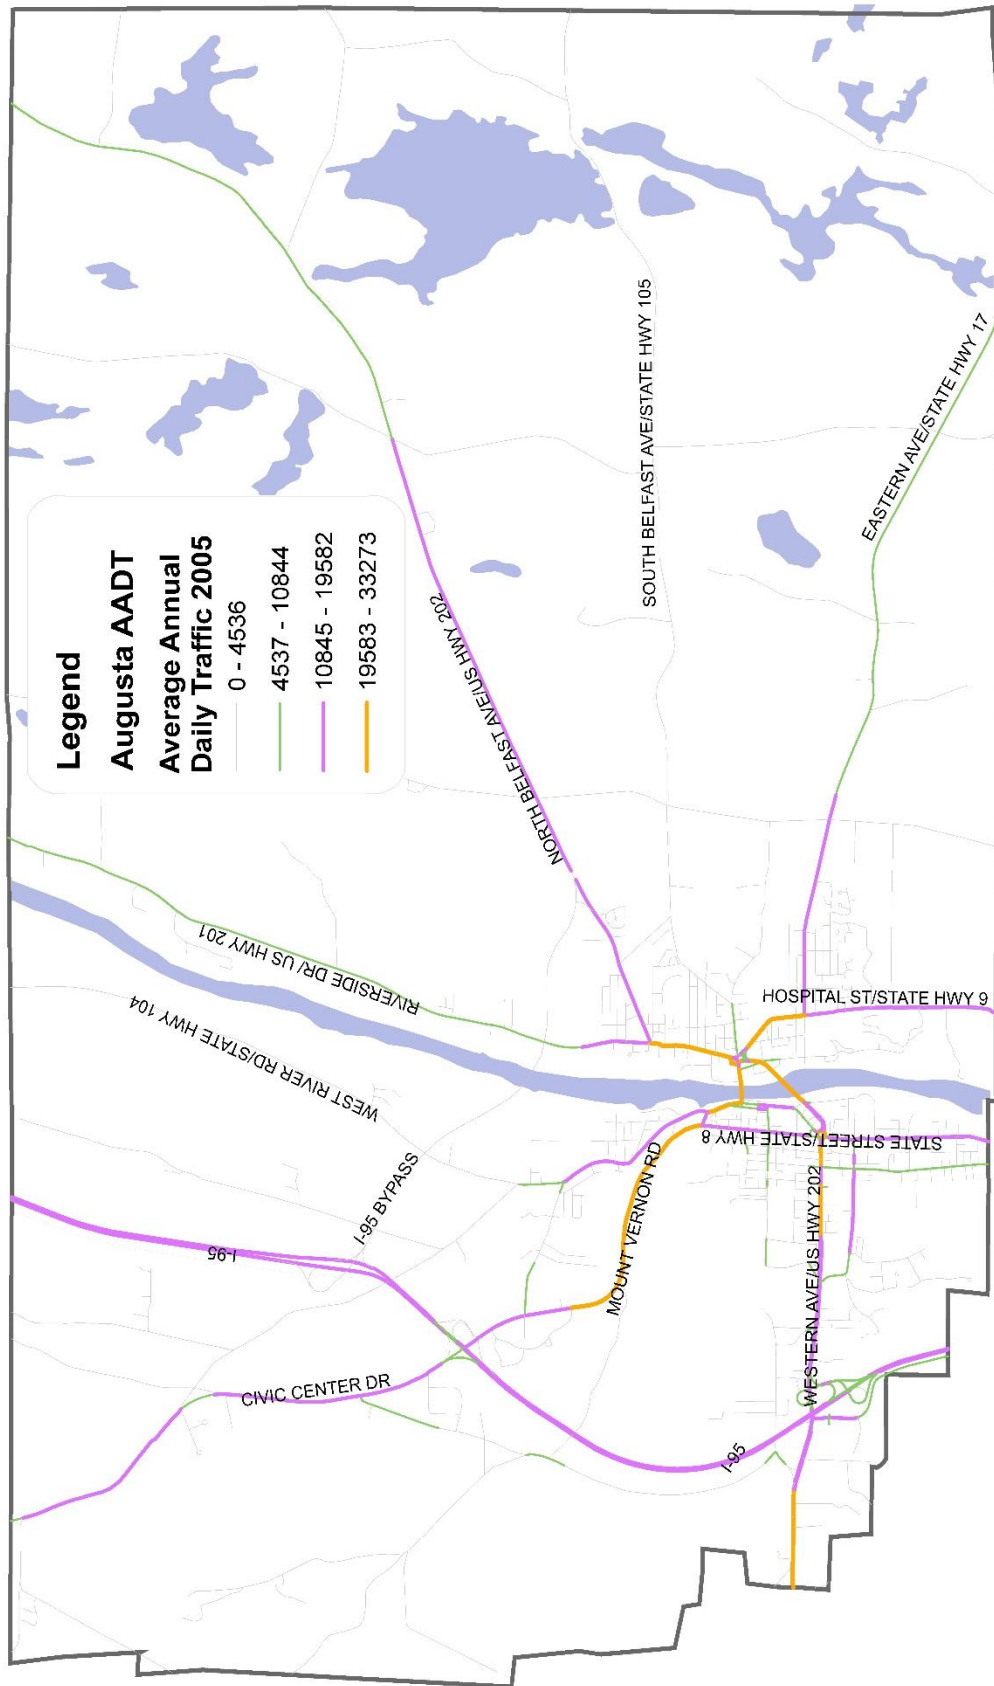 Legend
Augusta AADT
Average Annual
Daily Traffic 2005
0 - 4536
4537 - 10844
10845 - 19582
19583 - 33273
CIVIC CENTER DR
I-95
I-95 BYPASS
WEST RIVER RD/STATE HWY 104
RIVERSIDE DR/ US HWY 201
NORTH BELFAST AVE/US HWY 202
SOUTH BELFAST AVE/STATE HWY 105
EASTERN AVE/STATE HWY 17
MOUNT VERNON RD
I-95
WESTERN AVE/US HWY 202
STATE STREET/STATE HWY 8
HOSPITAL ST/STATE HWY 9